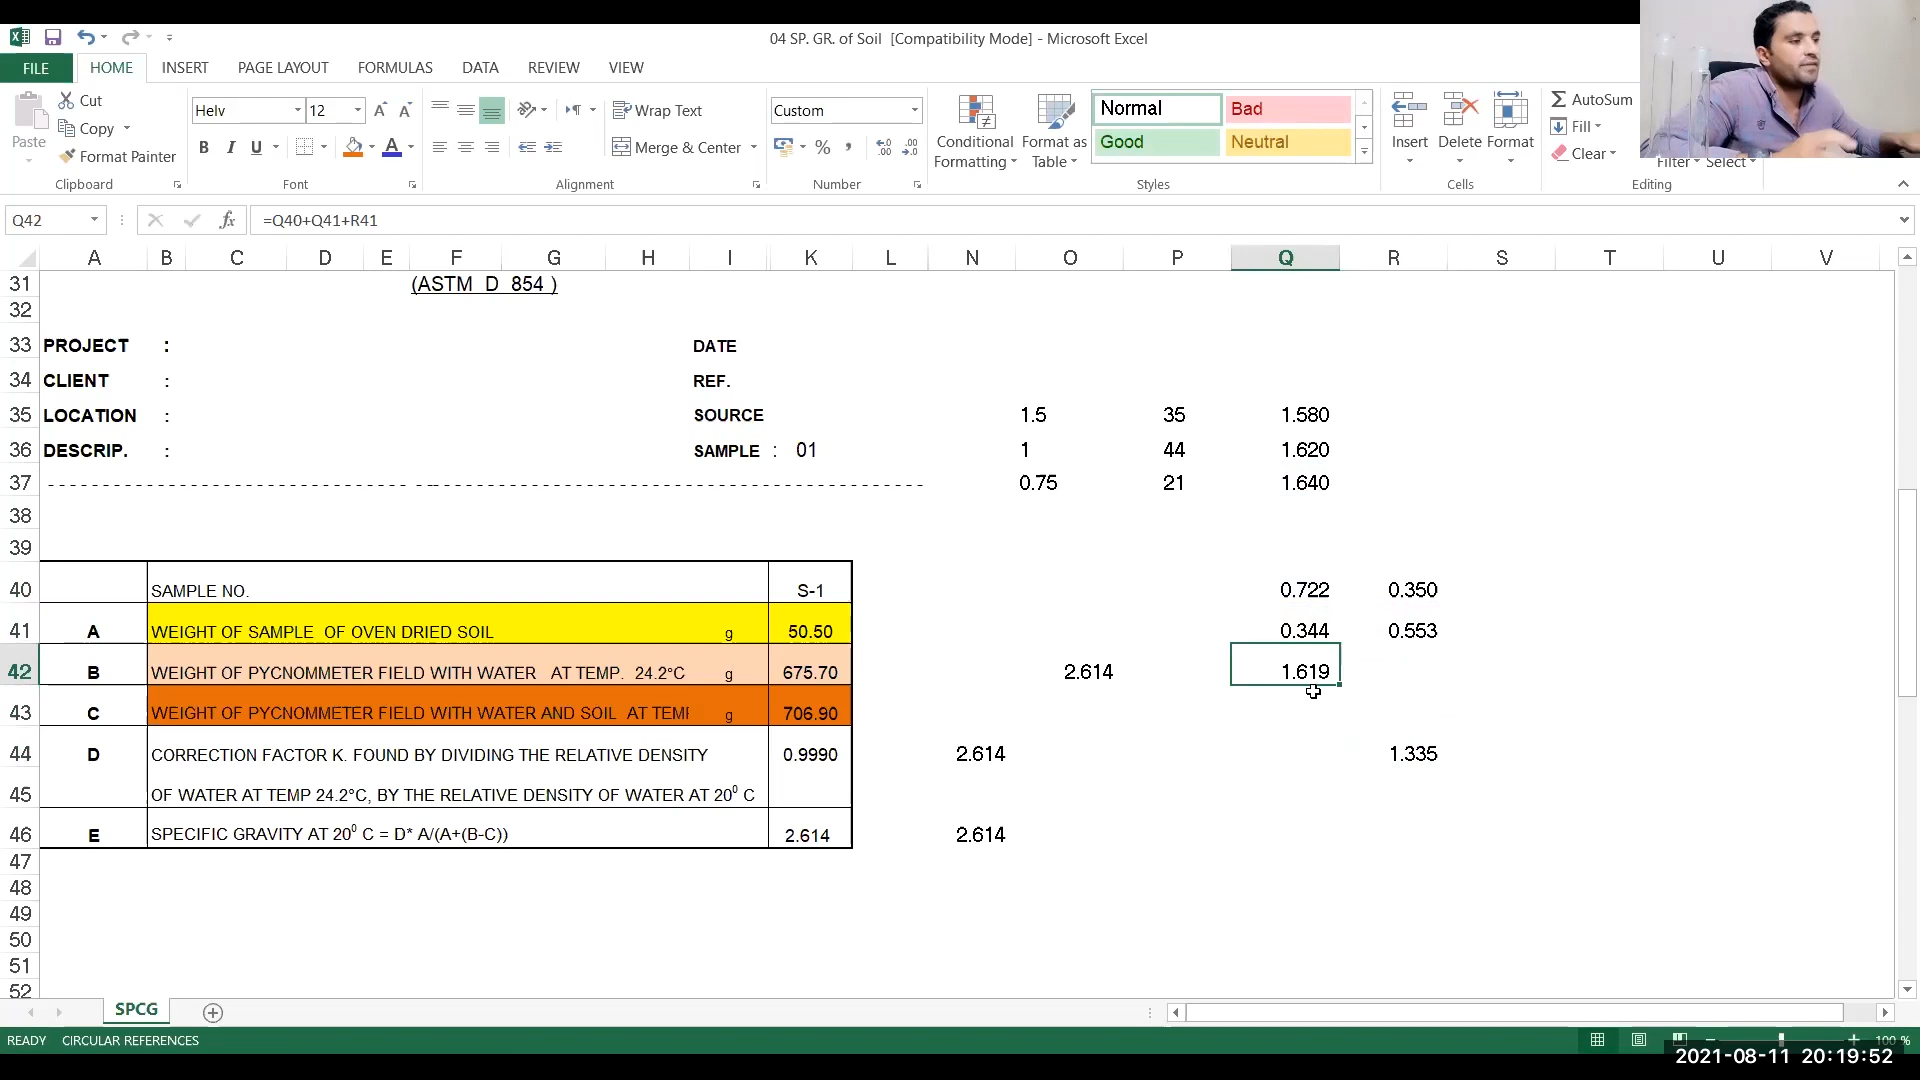 04 SP. GR. of Soil [Compatibility Mode] - Microsoft Excel
FILE HOME INSERT PAGE LAYOUT FORMULAS DATA REVIEW VIEW
Paste Cut Copy Format Painter Clipboard
Helv 12 B I U Font
Wrap Text Merge & Center Alignment
Custom % Number
Conditional Formatting Format as Table Normal Bad Good Neutral Styles
Insert Delete Format Cells
AutoSum Fill Clear Filter Select Editing
Q42 fx =Q40+Q41+R41
A B C D E F G H I K L N O P Q R S T U V
31 (ASTM D 854 )
32
33 PROJECT : DATE
34 CLIENT : REF.
35 LOCATION : SOURCE 1.5 35 1.580
36 DESCRIP. : SAMPLE : 01 1 44 1.620
37 0.75 21 1.640
38
39
40 SAMPLE NO. S-1 0.722 0.350
41 A WEIGHT OF SAMPLE OF OVEN DRIED SOIL g 50.50 0.344 0.553
42 B WEIGHT OF PYCNOMMETER FIELD WITH WATER AT TEMP. 24.2°C g 675.70 2.614 1.619
43 C WEIGHT OF PYCNOMMETER FIELD WITH WATER AND SOIL AT TEMF g 706.90
44 D CORRECTION FACTOR K. FOUND BY DIVIDING THE RELATIVE DENSITY 0.9990 2.614 1.335
45 OF WATER AT TEMP 24.2°C, BY THE RELATIVE DENSITY OF WATER AT 20⁰ C
46 E SPECIFIC GRAVITY AT 20⁰ C = D* A/(A+(B-C)) 2.614 2.614
47
48
49
50
51
52
SPCG
READY CIRCULAR REFERENCES 100 %
2021-08-11 20:19:52